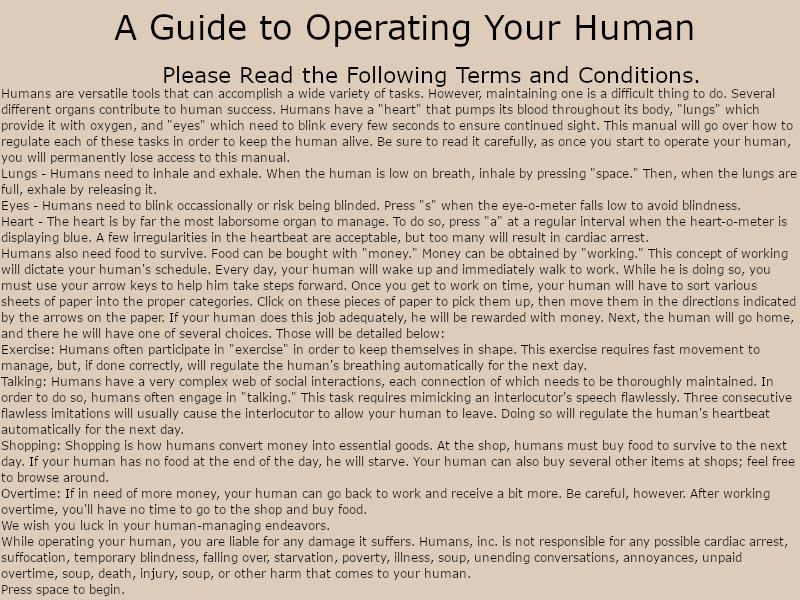 A Guide to Operating Your Human
Please Read the Following Terms and Conditions.
Humans are versatile tools that can accomplish a wide variety of tasks. However, maintaining one is a difficult thing to do. Several
different organs contribute to human success. Humans have a "heart" that pumps its blood throughout its body, "lungs" which
provide it with oxygen, and "eyes" which need to blink every few seconds to ensure continued sight. This manual will go over how to
regulate each of these tasks in order to keep the human alive. Be sure to read it carefully, as once you start to operate your human,
you will permanently lose access to this manual.
Lungs - Humans need to inhale and exhale. When the human is low on breath, inhale by pressing "space." Then, when the lungs are
full, exhale by releasing it.
Eyes - Humans need to blink occassionally or risk being blinded. Press "s" when the eye-o-meter falls low to avoid blindness.
Heart - The heart is by far the most laborsome organ to manage. To do so, press "a" at a regular interval when the heart-o-meter is
displaying blue. A few irregularities in the heartbeat are acceptable, but too many will result in cardiac arrest.
Humans also need food to survive. Food can be bought with "money." Money can be obtained by "working." This concept of working
will dictate your human's schedule. Every day, your human will wake up and immediately walk to work. While he is doing so, you
must use your arrow keys to help him take steps forward. Once you get to work on time, your human will have to sort various
sheets of paper into the proper categories. Click on these pieces of paper to pick them up, then move them in the directions indicated
by the arrows on the paper. If your human does this job adequately, he will be rewarded with money. Next, the human will go home,
and there he will have one of several choices. Those will be detailed below:
Exercise: Humans often participate in "exercise" in order to keep themselves in shape. This exercise requires fast movement to
manage, but, if done correctly, will regulate the human's breathing automatically for the next day.
Talking: Humans have a very complex web of social interactions, each connection of which needs to be thoroughly maintained. In
order to do so, humans often engage in "talking." This task requires mimicking an interlocutor's speech flawlessly. Three consecutive
flawless imitations will usually cause the interlocutor to allow your human to leave. Doing so will regulate the human's heartbeat
automatically for the next day.
Shopping: Shopping is how humans convert money into essential goods. At the shop, humans must buy food to survive to the next
day. If your human has no food at the end of the day, he will starve. Your human can also buy several other items at shops; feel free
to browse around.
Overtime: If in need of more money, your human can go back to work and receive a bit more. Be careful, however. After working
overtime, you'll have no time to go to the shop and buy food.
We wish you luck in your human-managing endeavors.
While operating your human, you are liable for any damage it suffers. Humans, inc. is not responsible for any possible cardiac arrest,
suffocation, temporary blindness, falling over, starvation, poverty, illness, soup, unending conversations, annoyances, unpaid
overtime, soup, death, injury, soup, or other harm that comes to your human.
Press space to begin.